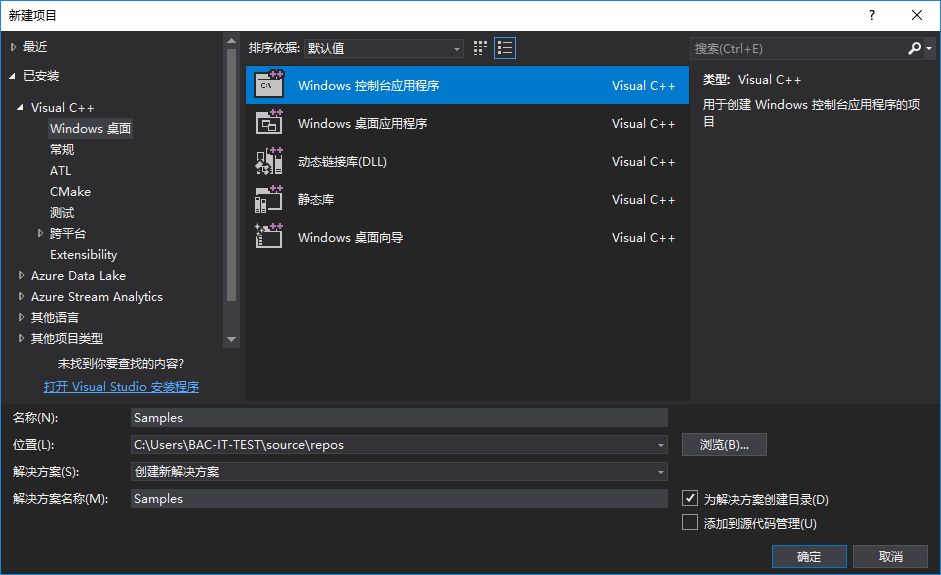 新建项目
?
最近
已安装
Visual C++
Windows 桌面
常规
ATL
CMake
测试
跨平台
Extensibility
Azure Data Lake
Azure Stream Analytics
其他语言
其他项目类型
未找到你要查找的内容?
打开 Visual Studio 安装程序
排序依据: 默认值
Windows 控制台应用程序 Visual C++
Windows 桌面应用程序 Visual C++
动态链接库(DLL) Visual C++
静态库 Visual C++
Windows 桌面向导 Visual C++
搜索(Ctrl+E)
类型: Visual C++
用于创建 Windows 控制台应用程序的项
目
名称(N): Samples
位置(L): C:\Users\BAC-IT-TEST\source\repos 浏览(B)...
解决方案(S): 创建新解决方案
解决方案名称(M): Samples
为解决方案创建目录(D)
添加到源代码管理(U)
确定 取消